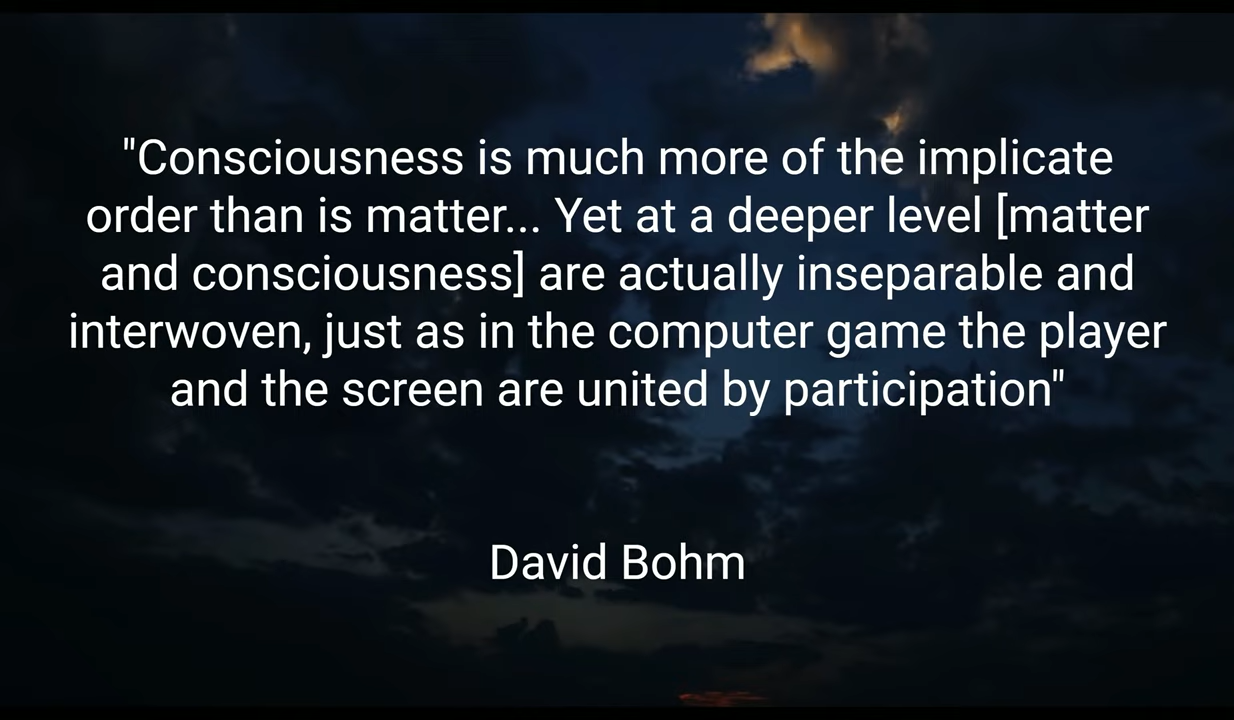 "Consciousness is much more of the implicate
order than is matter... Yet at a deeper level [matter
and consciousness] are actually inseparable and
interwoven, just as in the computer game the player
and the screen are united by participation"
David Bohm